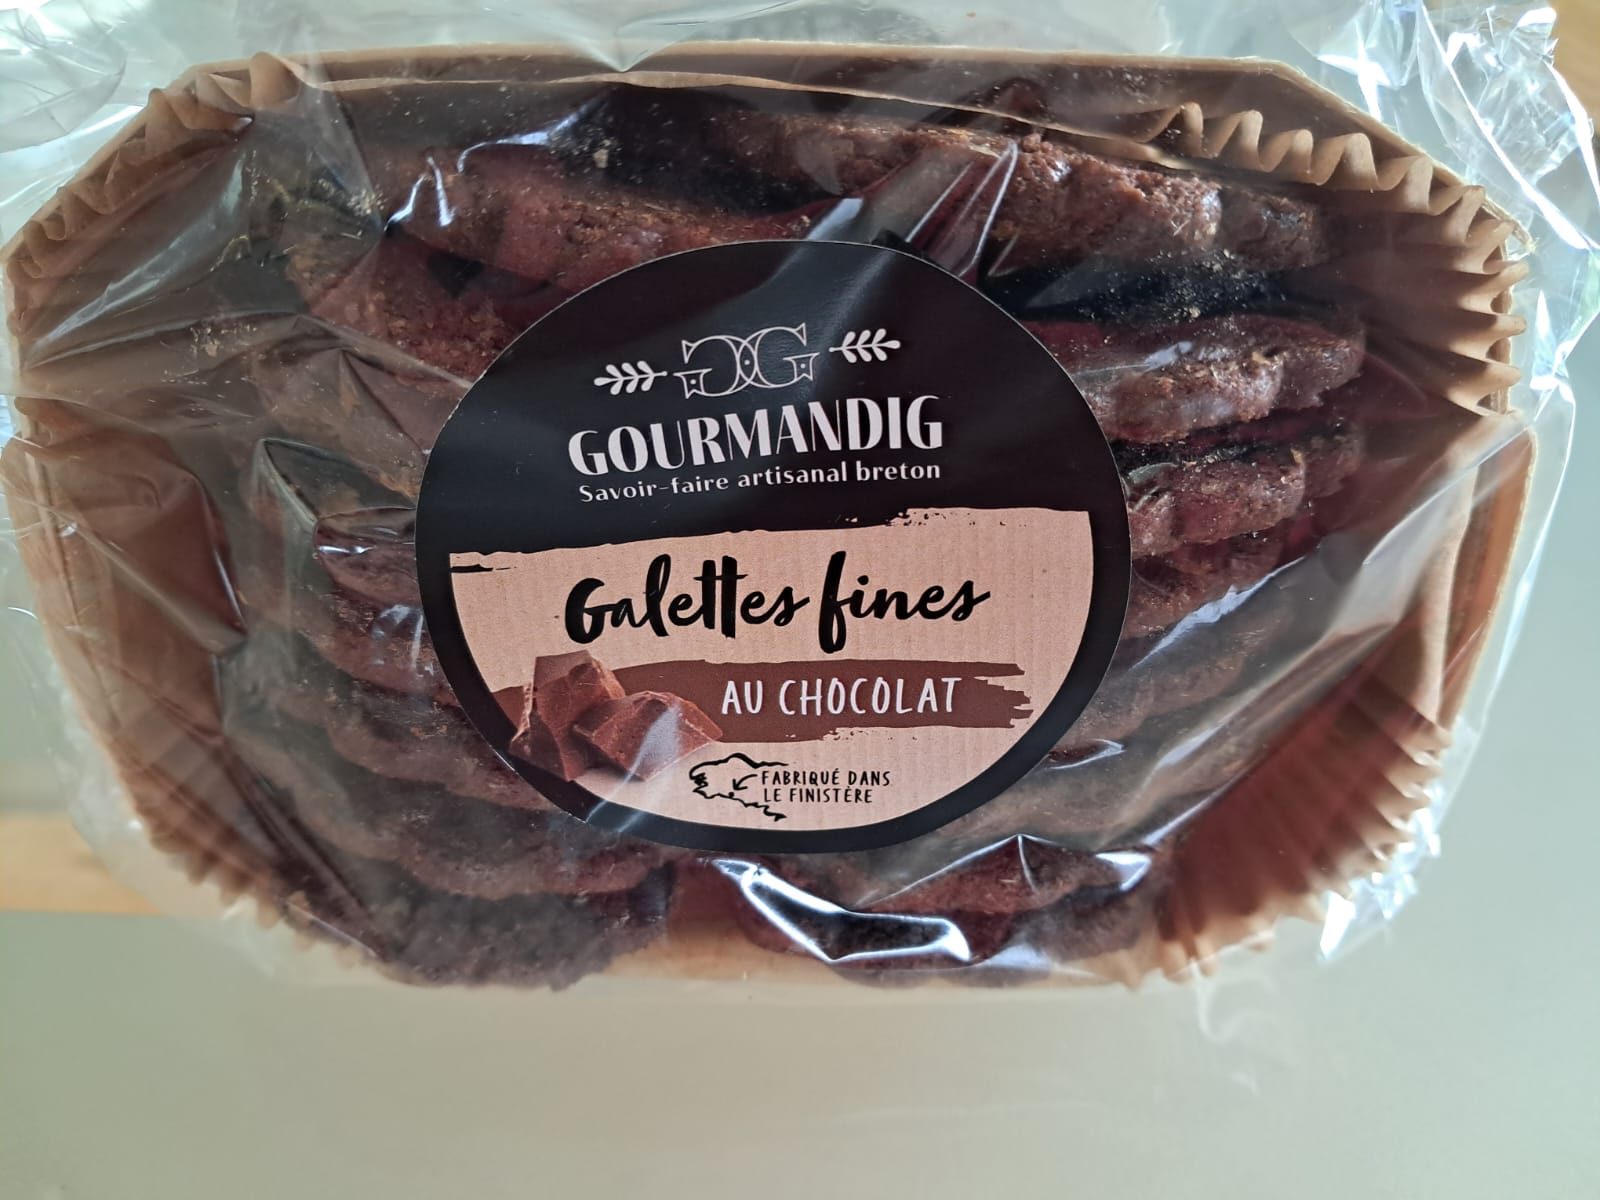 GG
GOURMANDIG
Savoir-faire artisanal breton
Galettes fines
AU CHOCOLAT
FABRIQUÉ DANS
LE FINISTÈRE